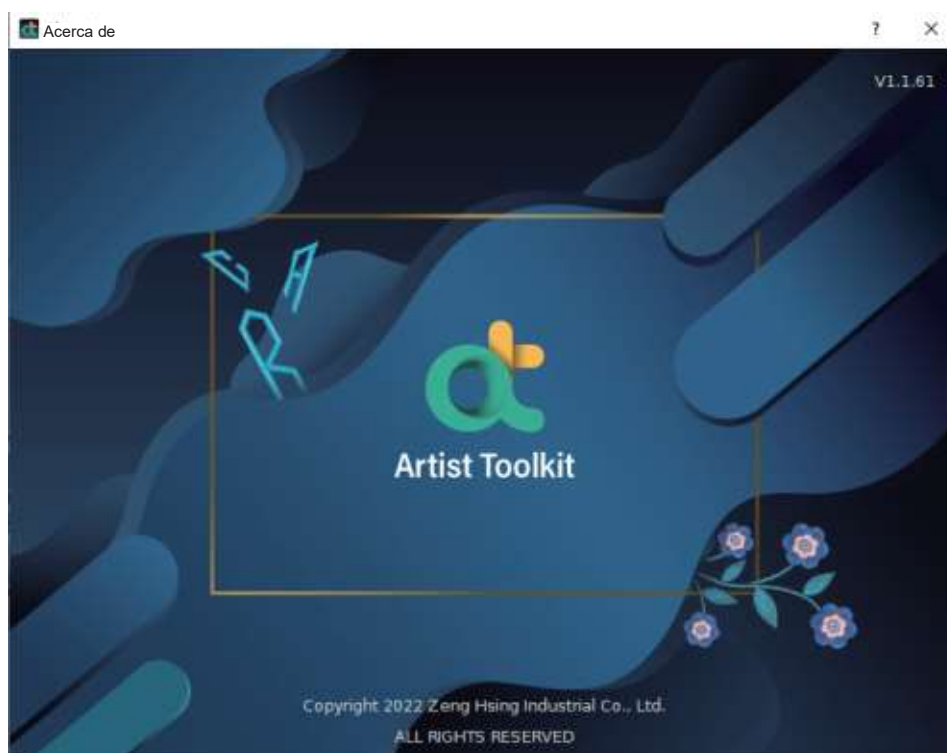 Acerca de
V1.1.61
C A
R
Artist Toolkit
Copyright 2022 Zeng Hsing Industrial Co., Ltd.
ALL RIGHTS RESERVED